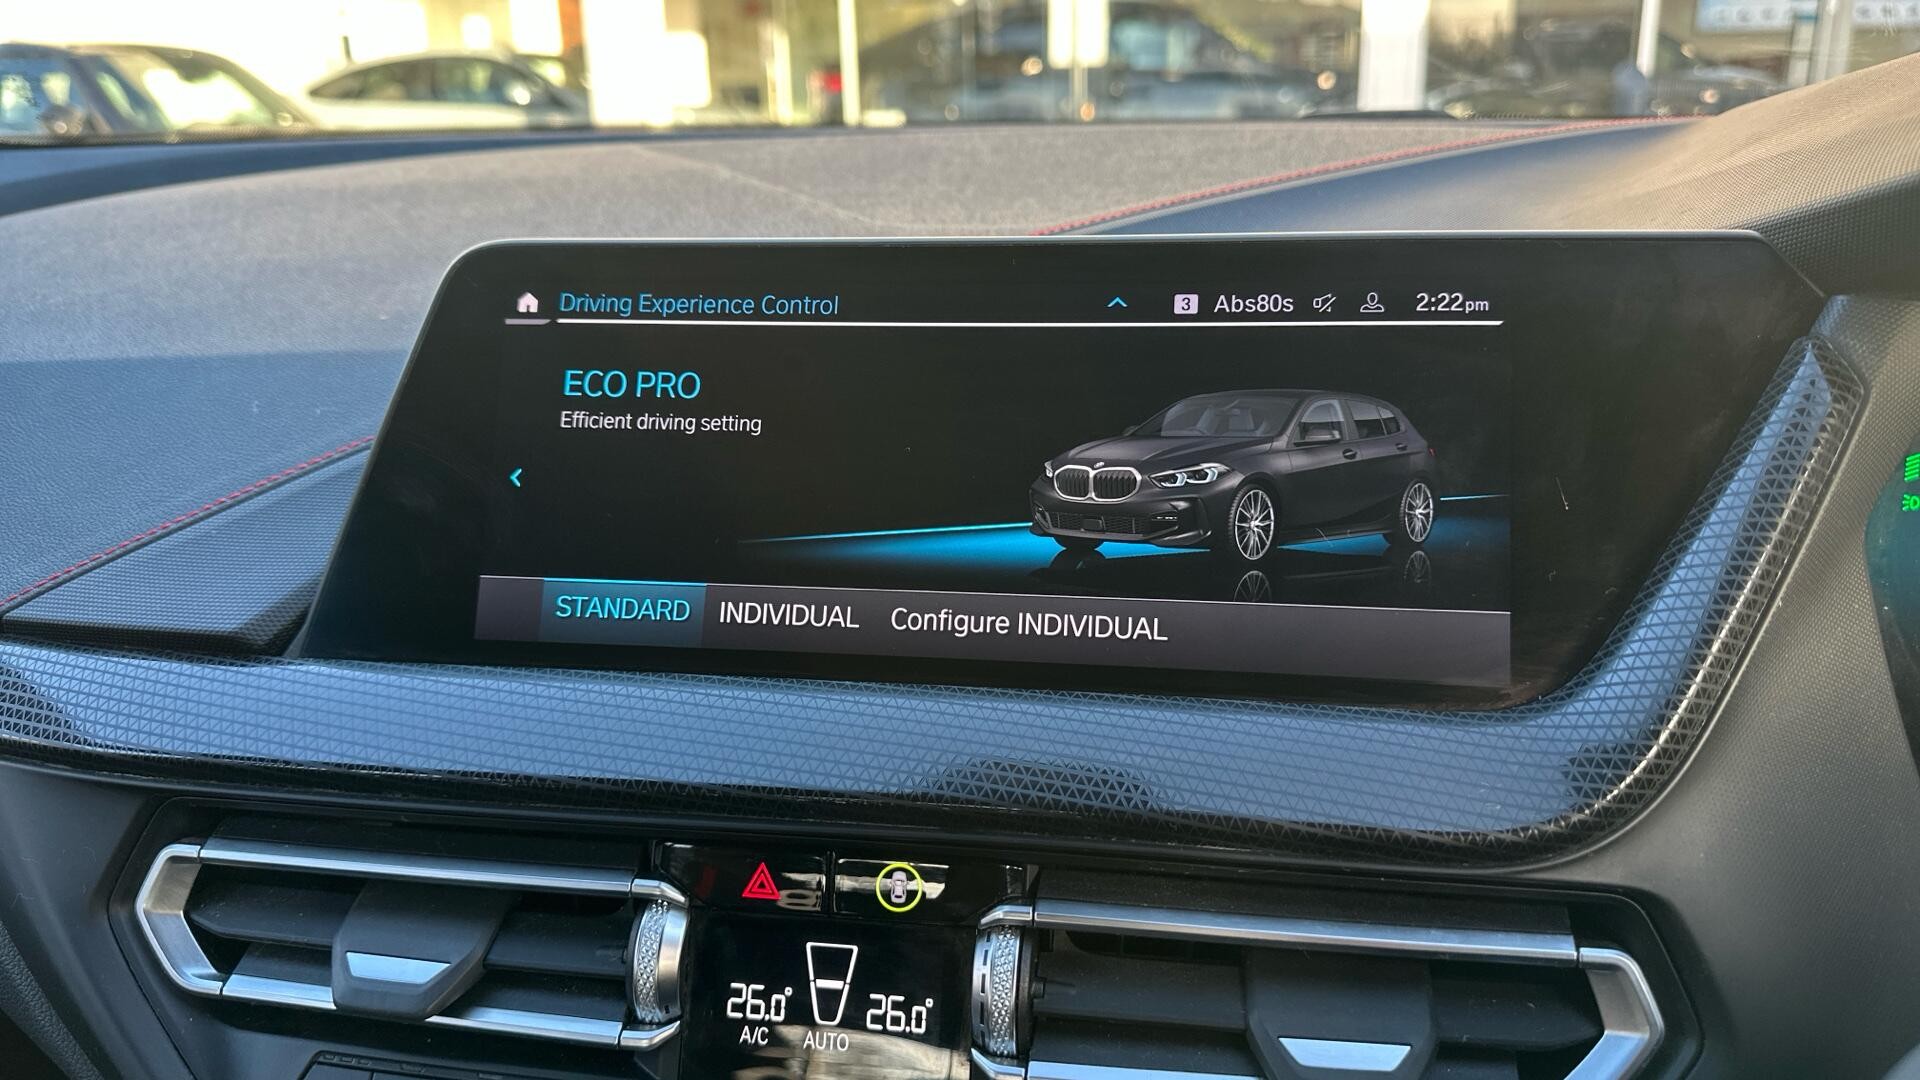 Driving Experience Control
3 Abs80s 2:22pm
ECO PRO
Efficient driving setting
STANDARD INDIVIDUAL Configure INDIVIDUAL
26.0° 26.0°
A/C AUTO